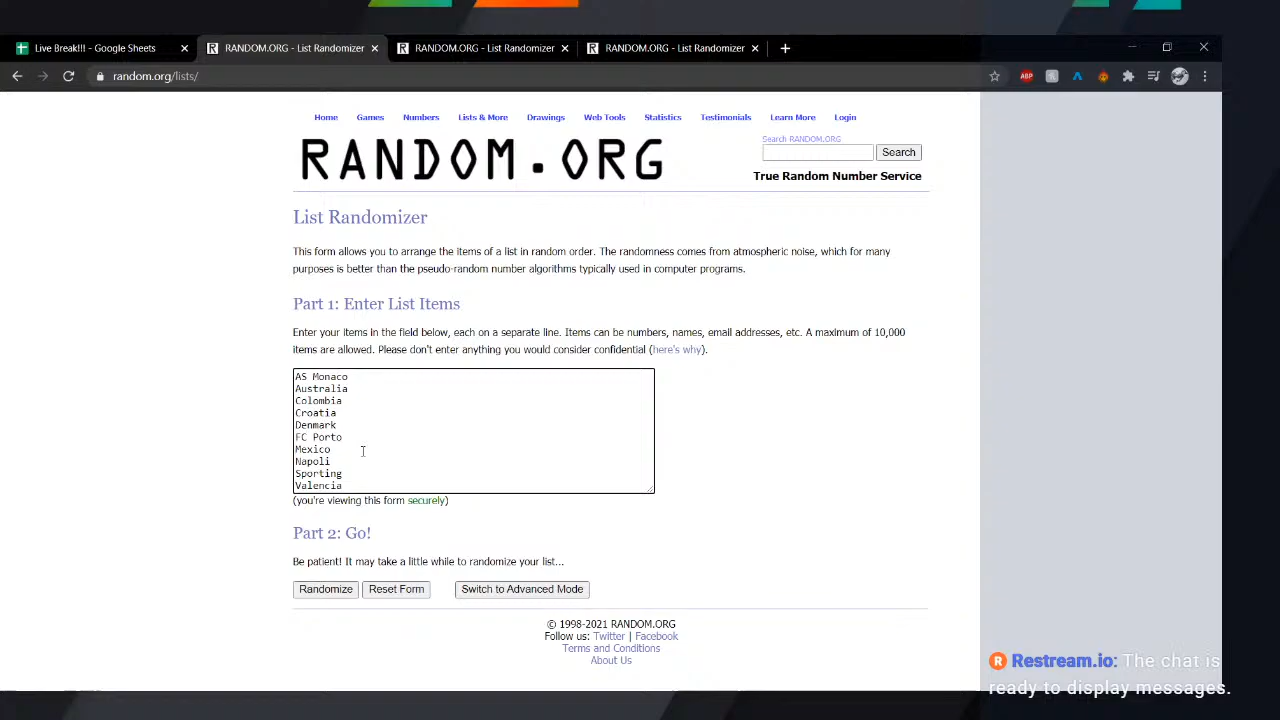 Live Break!!! - Google Sheets
RANDOM.ORG - List Randomizer
RANDOM.ORG - List Randomizer
RANDOM.ORG - List Randomizer
random.org/lists/
ABP
Home Games Numbers Lists & More Drawings Web Tools Statistics Testimonials Learn More Login
RANDOM.ORG
Search RANDOM.ORG
Search
True Random Number Service
List Randomizer
This form allows you to arrange the items of a list in random order. The randomness comes from atmospheric noise, which for many
purposes is better than the pseudo-random number algorithms typically used in computer programs.
Part 1: Enter List Items
Enter your items in the field below, each on a separate line. Items can be numbers, names, email addresses, etc. A maximum of 10,000
items are allowed. Please don't enter anything you would consider confidential (here's why).
AS Monaco
Australia
Colombia
Croatia
Denmark
FC Porto
Mexico
Napoli
Sporting
Valencia
(you're viewing this form securely)
Part 2: Go!
Be patient! It may take a little while to randomize your list...
Randomize Reset Form Switch to Advanced Mode
© 1998-2021 RANDOM.ORG
Follow us: Twitter | Facebook
Terms and Conditions
About Us
R Restream.io: The chat is
ready to display messages.